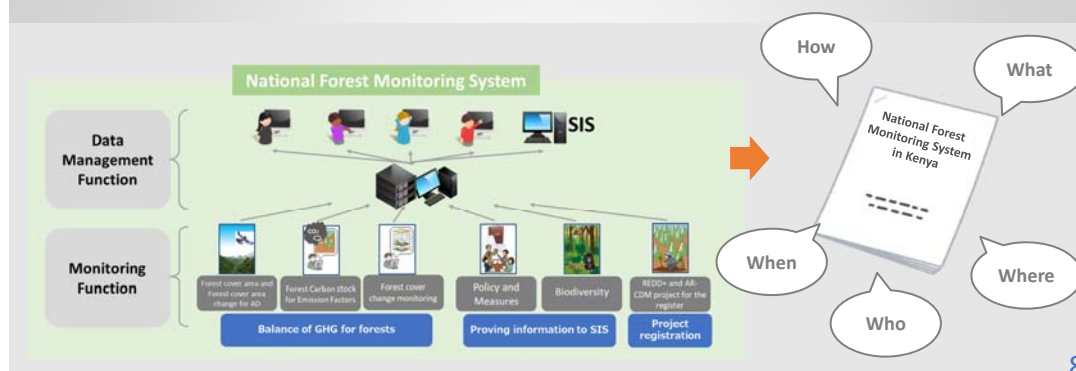 National Forest Monitoring System
Data
Management
Function
SIS
Monitoring
Function
CO₂
Forest cover area and
Forest cover area
change for AD
Forest Carbon stock
for Emission Factors
Forest cover
change monitoring
Policy and
Measures
Biodiversity
REDD+ and AR-
CDM project for the
register
Balance of GHG for forests
Proving information to SIS
Project
registration
How
What
National Forest
Monitoring System
in Kenya
When
Where
Who